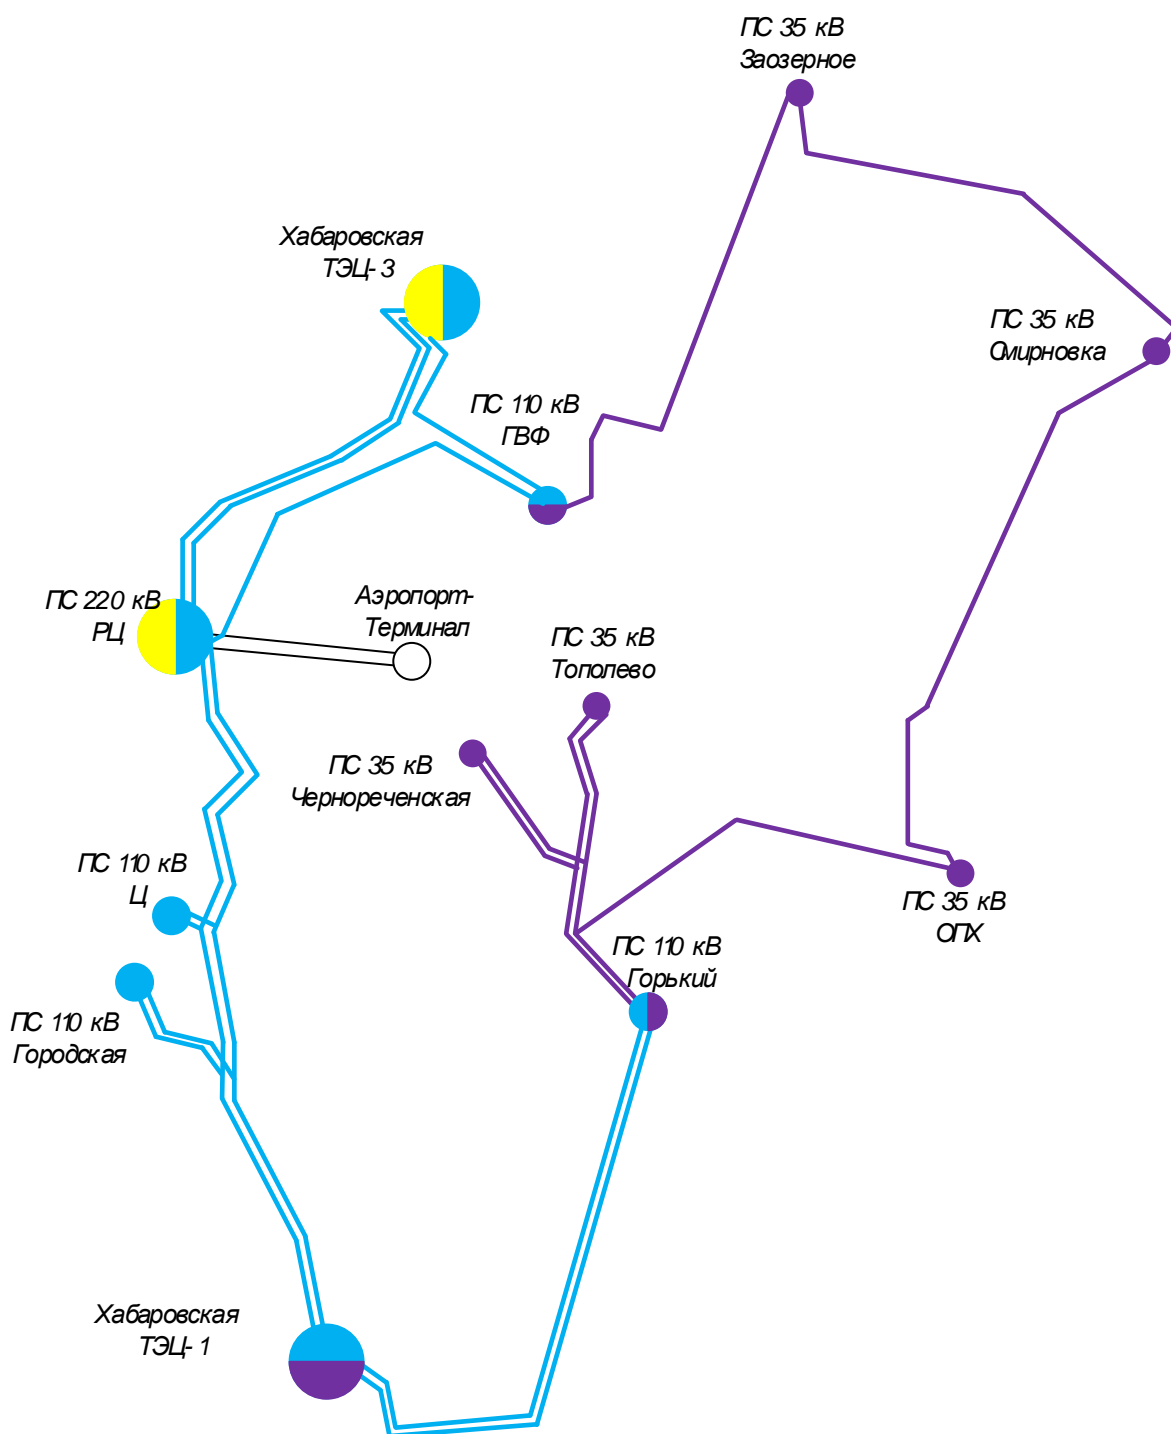 ПС 35 кВ
Заозерное
Хабаровская
ТЭЦ-3
ПС 35 кВ
Смирновка
ПС 110 кВ
ГВФ
ПС 220 кВ
РЦ
Аэропорт-
Терминал
ПС 35 кВ
Тополево
ПС 35 кВ
Чернореченская
ПС 110 кВ
Ц
ПС 35 кВ
ОПХ
ПС 110 кВ
Горький
ПС 110 кВ
Городская
Хабаровская
ТЭЦ-1